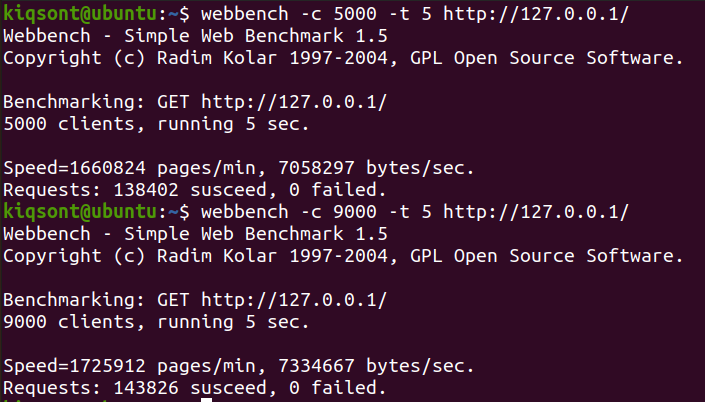 kiqsont@ubuntu:~$ webbench -c 5000 -t 5 http://127.0.0.1/
Webbench - Simple Web Benchmark 1.5
Copyright (c) Radim Kolar 1997-2004, GPL Open Source Software.
Benchmarking: GET http://127.0.0.1/
5000 clients, running 5 sec.
Speed=1660824 pages/min, 7058297 bytes/sec.
Requests: 138402 susceed, 0 failed.
kiqsont@ubuntu:~$ webbench -c 9000 -t 5 http://127.0.0.1/
Webbench - Simple Web Benchmark 1.5
Copyright (c) Radim Kolar 1997-2004, GPL Open Source Software.
Benchmarking: GET http://127.0.0.1/
9000 clients, running 5 sec.
Speed=1725912 pages/min, 7334667 bytes/sec.
Requests: 143826 susceed, 0 failed.